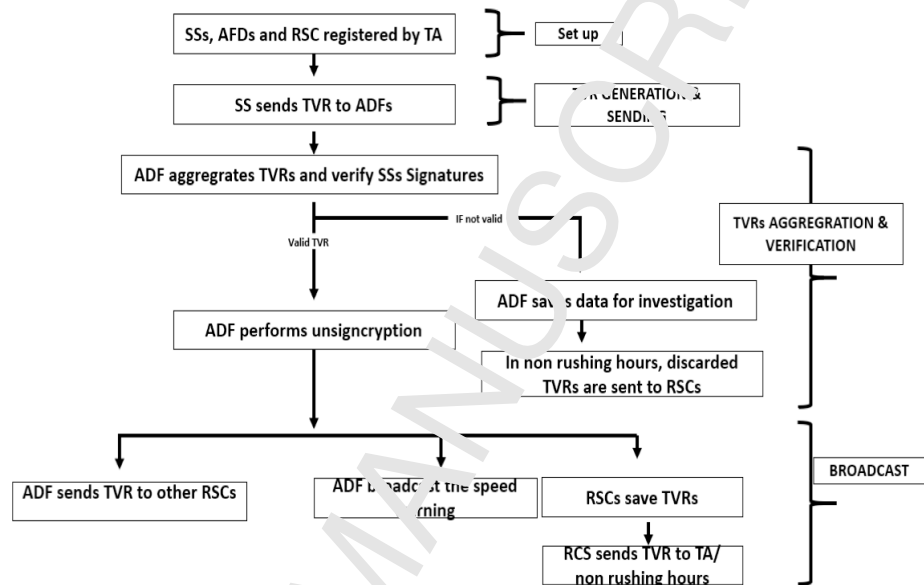 SSs, AFDs and RSC registered by TA
Set up
SS sends TVR to ADFs
TVR GENERATION &
SENDING
ADF aggregrates TVRs and verify SSs Signatures
IF not valid
Valid TVR
TVRs AGGREGRATION &
VERIFICATION
ADF saves data for investigation
ADF performs unsigncryption
In non rushing hours, discarded
TVRs are sent to RSCs
BROADCAST
ADF sends TVR to other RSCs
ADF broadcast the speed
RSCs save TVRs
RCS sends TVR to TA/
non rushing hours
MANUSCRI